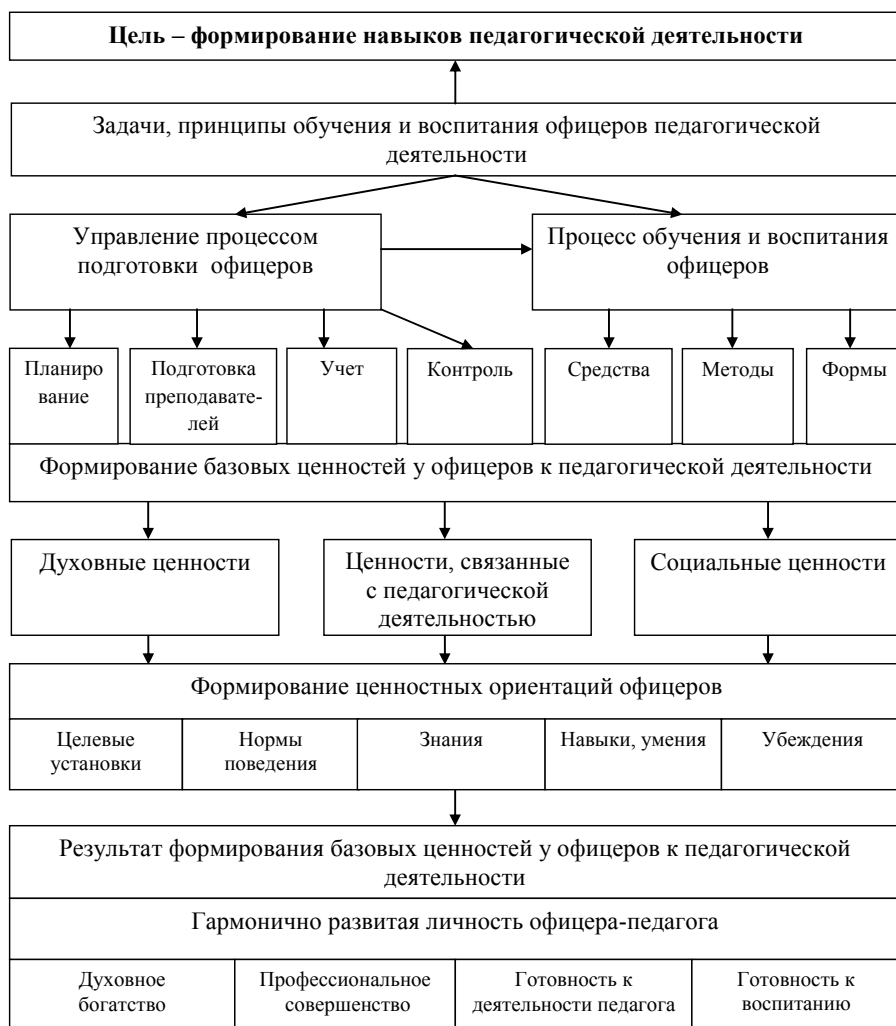 Цель – формирование навыков педагогической деятельности
Задачи, принципы обучения и воспитания офицеров педагогической
деятельности
Управление процессом
подготовки офицеров
Процесс обучения и воспитания
офицеров
Планиро
вание
Подготовка
преподавате-
лей
Учет
Контроль
Средства
Методы
Формы
Формирование базовых ценностей у офицеров к педагогической деятельности
Духовные ценности
Ценности, связанные
с педагогической
деятельностью
Социальные ценности
Формирование ценностных ориентаций офицеров
Целевые
установки
Нормы
поведения
Знания
Навыки, умения
Убеждения
Результат формирования базовых ценностей у офицеров к педагогической
деятельности
Гармонично развитая личность офицера-педагога
Духовное
богатство
Профессиональное
совершенство
Готовность к
деятельности педагога
Готовность к
воспитанию